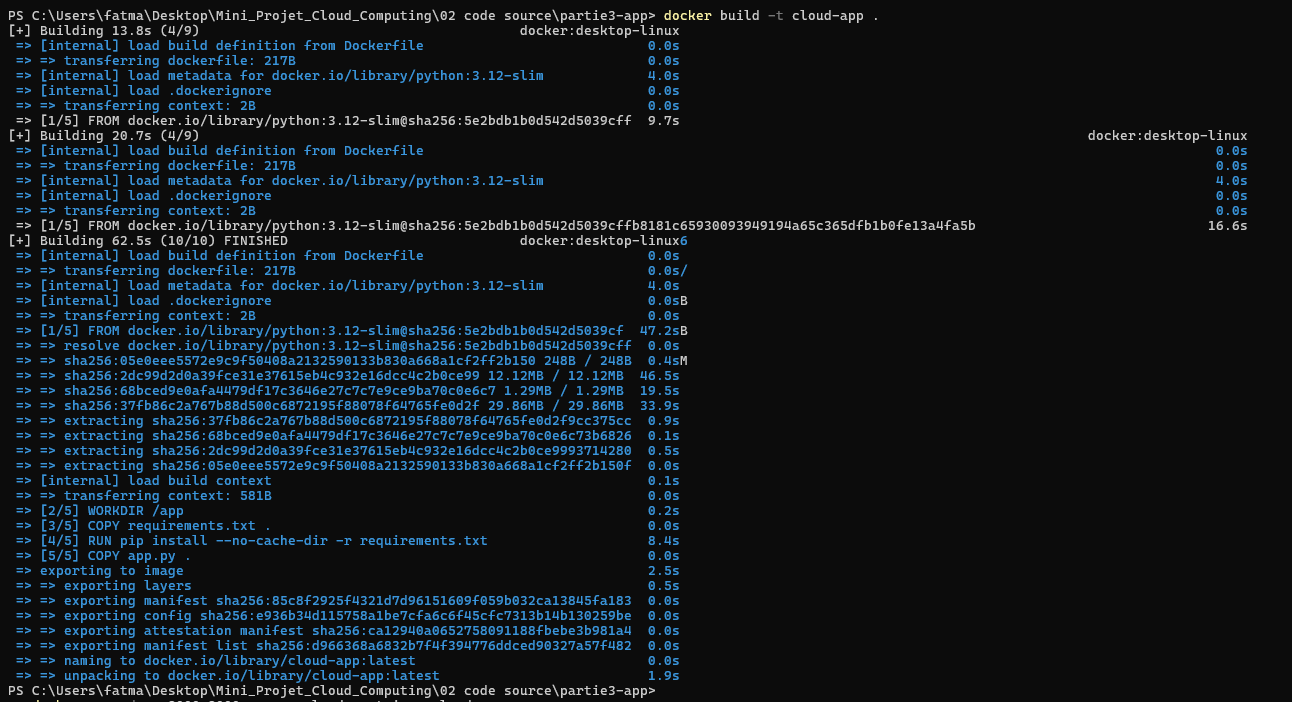 PS C:\Users\fatma\Desktop\Mini_Projet_Cloud_Computing\02 code source\partie3-app> docker build -t cloud-app .
[+] Building 13.8s (4/9) docker:desktop-linux
=> [internal] load build definition from Dockerfile 0.0s
=> => transferring dockerfile: 217B 0.0s
=> [internal] load metadata for docker.io/library/python:3.12-slim 4.0s
=> [internal] load .dockerignore 0.0s
=> => transferring context: 2B 0.0s
=> [1/5] FROM docker.io/library/python:3.12-slim@sha256:5e2bdb1b0d542d5039cff 9.7s
[+] Building 20.7s (4/9) docker:desktop-linux
=> [internal] load build definition from Dockerfile 0.0s
=> => transferring dockerfile: 217B 0.0s
=> [internal] load metadata for docker.io/library/python:3.12-slim 4.0s
=> [internal] load .dockerignore 0.0s
=> => transferring context: 2B 0.0s
=> [1/5] FROM docker.io/library/python:3.12-slim@sha256:5e2bdb1b0d542d5039cffb8181c65930093949194a65c365dfb1b0fe13a4fa5b 16.6s
[+] Building 62.5s (10/10) FINISHED docker:desktop-linux6
=> [internal] load build definition from Dockerfile 0.0s
=> => transferring dockerfile: 217B 0.0s/
=> [internal] load metadata for docker.io/library/python:3.12-slim 4.0s
=> [internal] load .dockerignore 0.0sB
=> => transferring context: 2B 0.0s
=> [1/5] FROM docker.io/library/python:3.12-slim@sha256:5e2bdb1b0d542d5039cf 47.2sB
=> => resolve docker.io/library/python:3.12-slim@sha256:5e2bdb1b0d542d5039cff 0.0s
=> => sha256:05e0eee5572e9c9f50408a2132590133b830a668a1cf2ff2b150 248B / 248B 0.4sM
=> => sha256:2dc99d2d0a39fce31e37615eb4c932e16dcc4c2b0ce99 12.12MB / 12.12MB 46.5s
=> => sha256:68bced9e0afa4479df17c3646e27c7c7e9ce9ba70c0e6c7 1.29MB / 1.29MB 19.5s
=> => sha256:37fb86c2a767b88d500c6872195f88078f64765fe0d2f 29.86MB / 29.86MB 33.9s
=> => extracting sha256:37fb86c2a767b88d500c6872195f88078f64765fe0d2f9cc375cc 0.9s
=> => extracting sha256:68bced9e0afa4479df17c3646e27c7c7e9ce9ba70c0e6c73b6826 0.1s
=> => extracting sha256:2dc99d2d0a39fce31e37615eb4c932e16dcc4c2b0ce9993714280 0.5s
=> => extracting sha256:05e0eee5572e9c9f50408a2132590133b830a668a1cf2ff2b150f 0.0s
=> [internal] load build context 0.1s
=> => transferring context: 581B 0.0s
=> [2/5] WORKDIR /app 0.2s
=> [3/5] COPY requirements.txt . 0.0s
=> [4/5] RUN pip install --no-cache-dir -r requirements.txt 8.4s
=> [5/5] COPY app.py . 0.0s
=> exporting to image 2.5s
=> => exporting layers 0.5s
=> => exporting manifest sha256:85c8f2925f4321d7d96151609f059b032ca13845fa183 0.0s
=> => exporting config sha256:e936b34d115758a1be7cfa6c6f45cfc7313b14b130259be 0.0s
=> => exporting attestation manifest sha256:ca12940a0652758091188fbebe3b981a4 0.0s
=> => exporting manifest list sha256:d966368a6832b7f4f394776ddced90327a57f482 0.0s
=> => naming to docker.io/library/cloud-app:latest 0.0s
=> => unpacking to docker.io/library/cloud-app:latest 1.9s
PS C:\Users\fatma\Desktop\Mini_Projet_Cloud_Computing\02 code source\partie3-app>